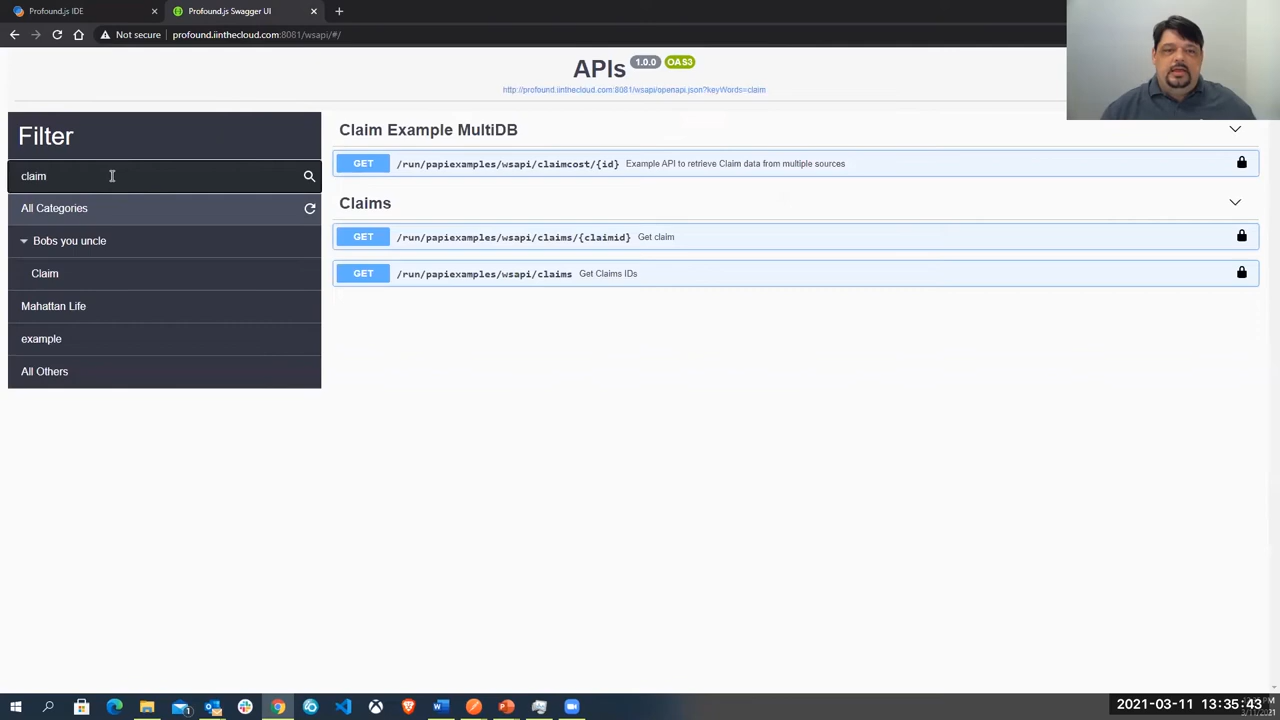 Profound.js IDE
Profound.js Swagger UI
Not secure
profound.iinthecloud.com:8081/wsapi/#/
APIs 1.0.0 OAS3
http://profound.iinthecloud.com:8081/wsapi/openapi.json?keyWords=claim
Filter
claim
All Categories
Bobs you uncle
Claim
Mahattan Life
example
All Others
Claim Example MultiDB
GET /run/papiexamples/wsapi/claimcost/{id} Example API to retrieve Claim data from multiple sources
Claims
GET /run/papiexamples/wsapi/claims/{claimid} Get claim
GET /run/papiexamples/wsapi/claims Get Claims IDs
2021-03-11 13:35:43
3/11/2021